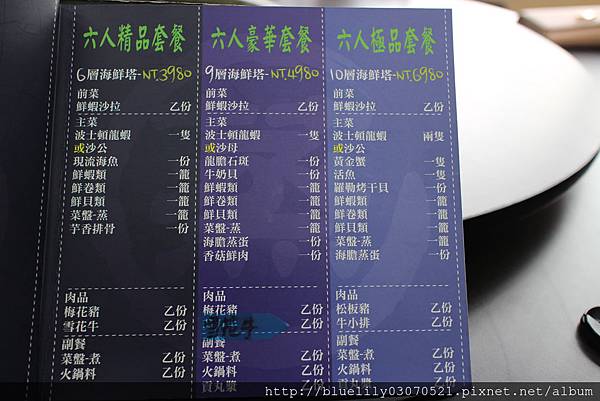 六人精品套餐
6層海鮮塔-NT.3980
前菜
鮮蝦沙拉 乙份
主菜
波士頓龍蝦 一隻
或沙公
現流海魚 一份
鮮蝦類 一籠
鮮卷類 一籠
鮮貝類 一籠
菜盤-蒸 一籠
芋香排骨 一份
肉品
梅花豬 乙份
雪花牛 乙份
副餐
菜盤-煮 乙份
火鍋料 乙份
六人豪華套餐
9層海鮮塔-NT.4980
前菜
鮮蝦沙拉 乙份
主菜
波士頓龍蝦 一隻
或沙母
龍膽石斑 一份
牛奶貝 一份
鮮蝦類 一籠
鮮卷類 一籠
鮮貝類 一籠
菜盤-蒸 一籠
海膽蒸蛋 一份
香菇鮮肉 一份
肉品
梅花豬 乙份
雪花牛
副餐
菜盤-煮 乙份
火鍋料 乙份
貢丸漿 乙份
六人極品套餐
10層海鮮塔-NT.6980
前菜
鮮蝦沙拉 乙份
主菜
波士頓龍蝦 兩隻
或沙公
黃金蟹 一隻
活魚 一隻
羅勒烤干貝 一份
鮮蝦類 一籠
鮮卷類 一籠
鮮貝類 一籠
菜盤-蒸 一籠
海膽蒸蛋 一份
肉品
松板豬 乙份
牛小排 乙份
副餐
菜盤-煮 乙份
火鍋料 乙份
貢丸漿 乙份
http://bluelily03070521.pixnet.net/album